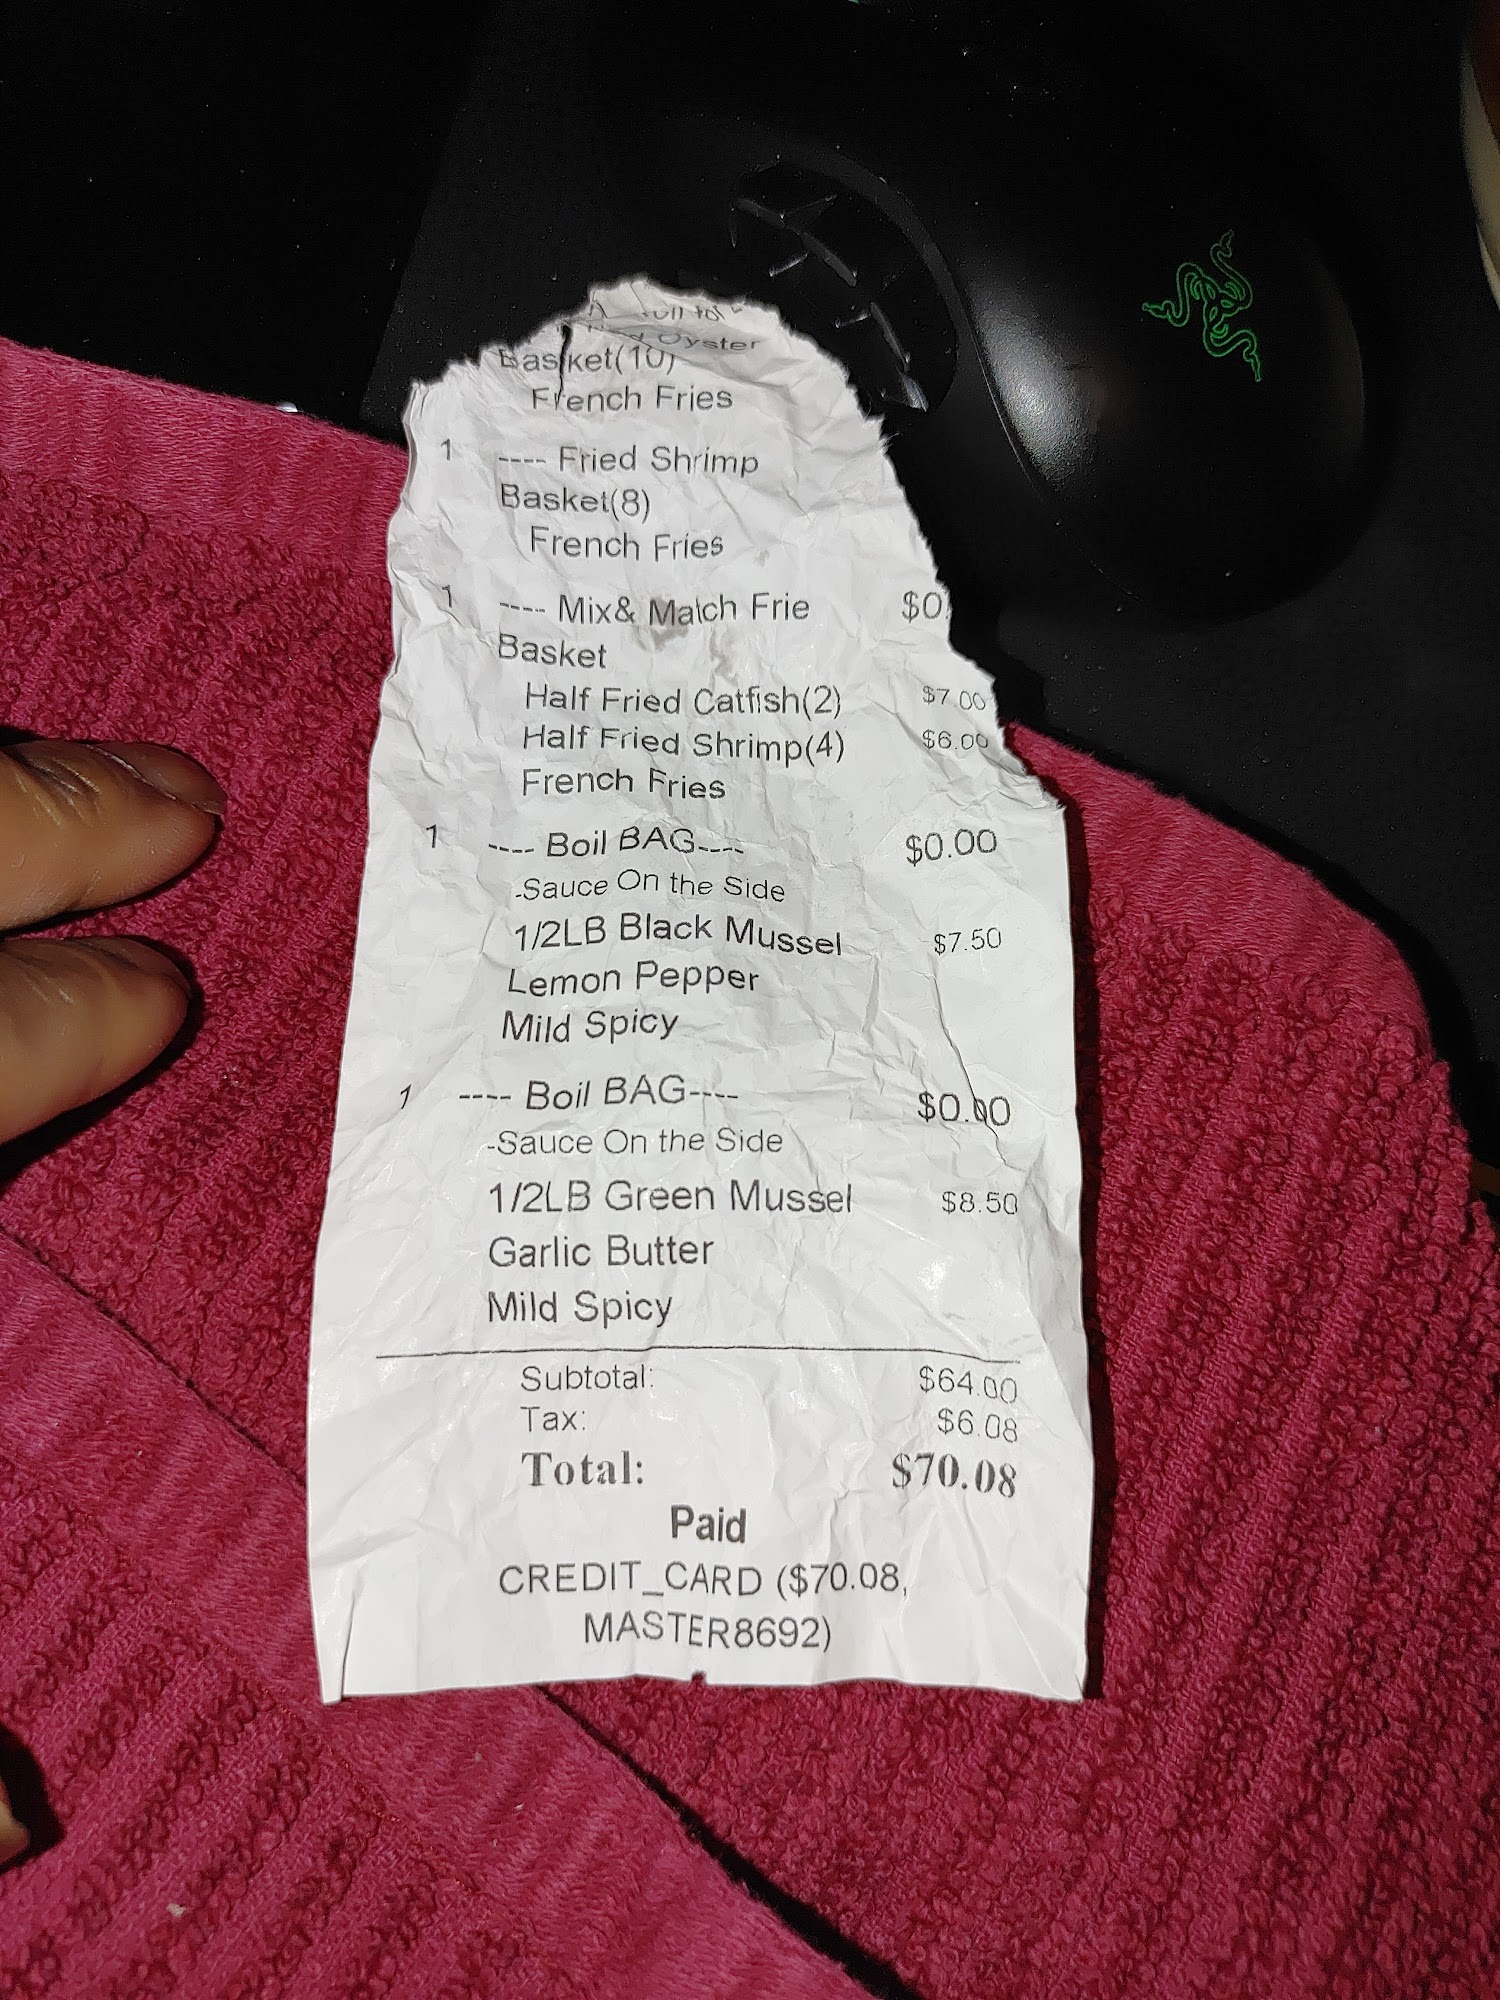 Oyster
Basket(10)
French Fries
1 ---- Fried Shrimp
Basket(8)
French Fries
1 ---- Mix& Match Frie $0.
Basket
Half Fried Catfish(2) $7.00
Half Fried Shrimp(4) $6.00
French Fries
1 ---- Boil BAG---- $0.00
-Sauce On the Side
1/2LB Black Mussel $7.50
Lemon Pepper
Mild Spicy
1 ---- Boil BAG---- $0.00
-Sauce On the Side
1/2LB Green Mussel $8.50
Garlic Butter
Mild Spicy
Subtotal: $64.00
Tax: $6.08
Total: $70.08
Paid
CREDIT_CARD ($70.08,
MASTER8692)